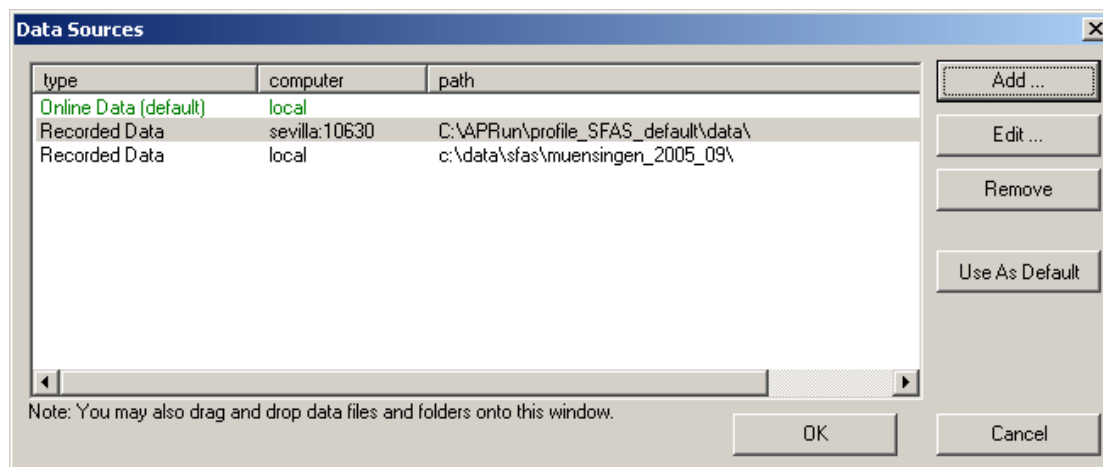 Data Sources
type computer path
Online Data (default) local
Recorded Data sevilla:10630 C:\APRun\profile_SFAS_default\data\
Recorded Data local c:\data\sfas\muensingen_2005_09\
Add ...
Edit ...
Remove
Use As Default
Note: You may also drag and drop data files and folders onto this window.
OK Cancel